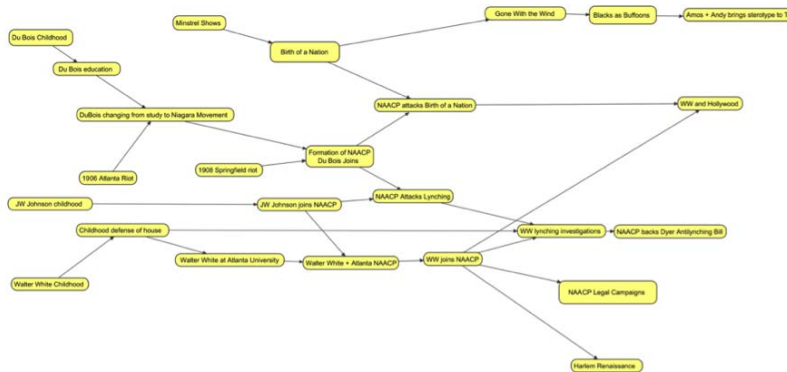 Gone With the Wind
Blacks as Buffoons
Amos + Andy brings sterotype to
Minstrel Shows
Du Bois Childhood
Birth of a Nation
Du Bois education
NAACP attacks Birth of a Nation
WW and Hollywood
DuBois changing from study to Niagara Movement
Formation of NAACP
Du Bois Joins
1908 Springfield riot
1906 Atlanta Riot
NAACP Attacks Lynching
JW Johnson childhood
JW Johnson joins NAACP
Childhood defense of house
WW lynching investigations
NAACP backs Dyer Antilynching Bill
Walter White at Atlanta University
Walter White + Atlanta NAACP
WW joins NAACP
Walter White Childhood
NAACP Legal Campaigns
Harlem Renaissance